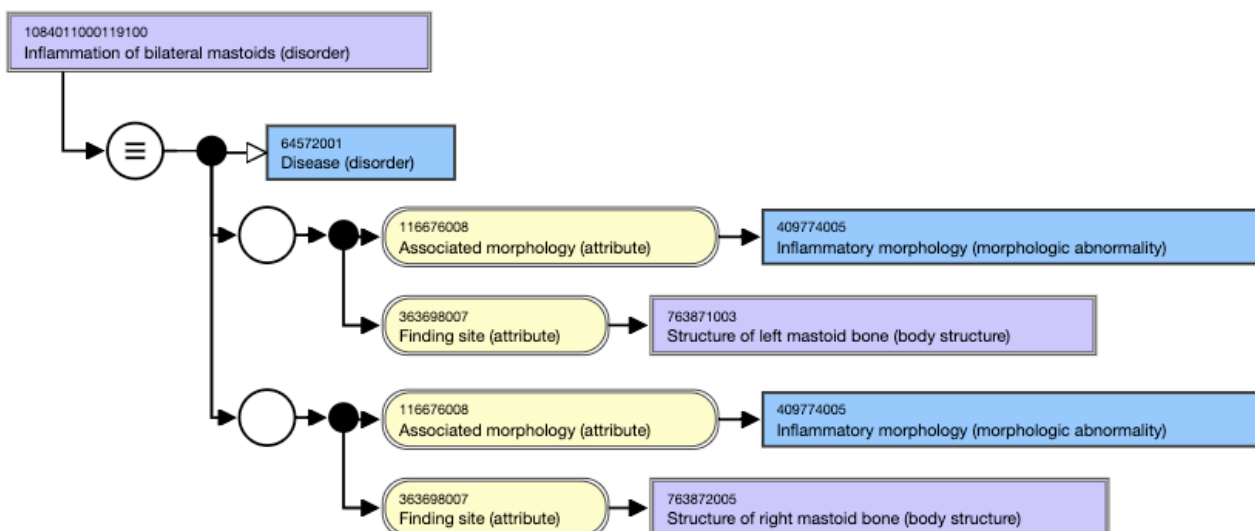 1084011000119100
Inflammation of bilateral mastoids (disorder)
≡
64572001
Disease (disorder)
116676008
Associated morphology (attribute)
409774005
Inflammatory morphology (morphologic abnormality)
363698007
Finding site (attribute)
763871003
Structure of left mastoid bone (body structure)
116676008
Associated morphology (attribute)
409774005
Inflammatory morphology (morphologic abnormality)
363698007
Finding site (attribute)
763872005
Structure of right mastoid bone (body structure)